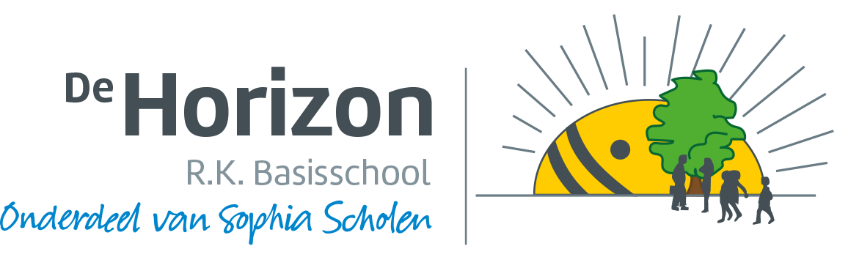 De Horizon
R.K. Basisschool
Onderdeel van Sophia Scholen